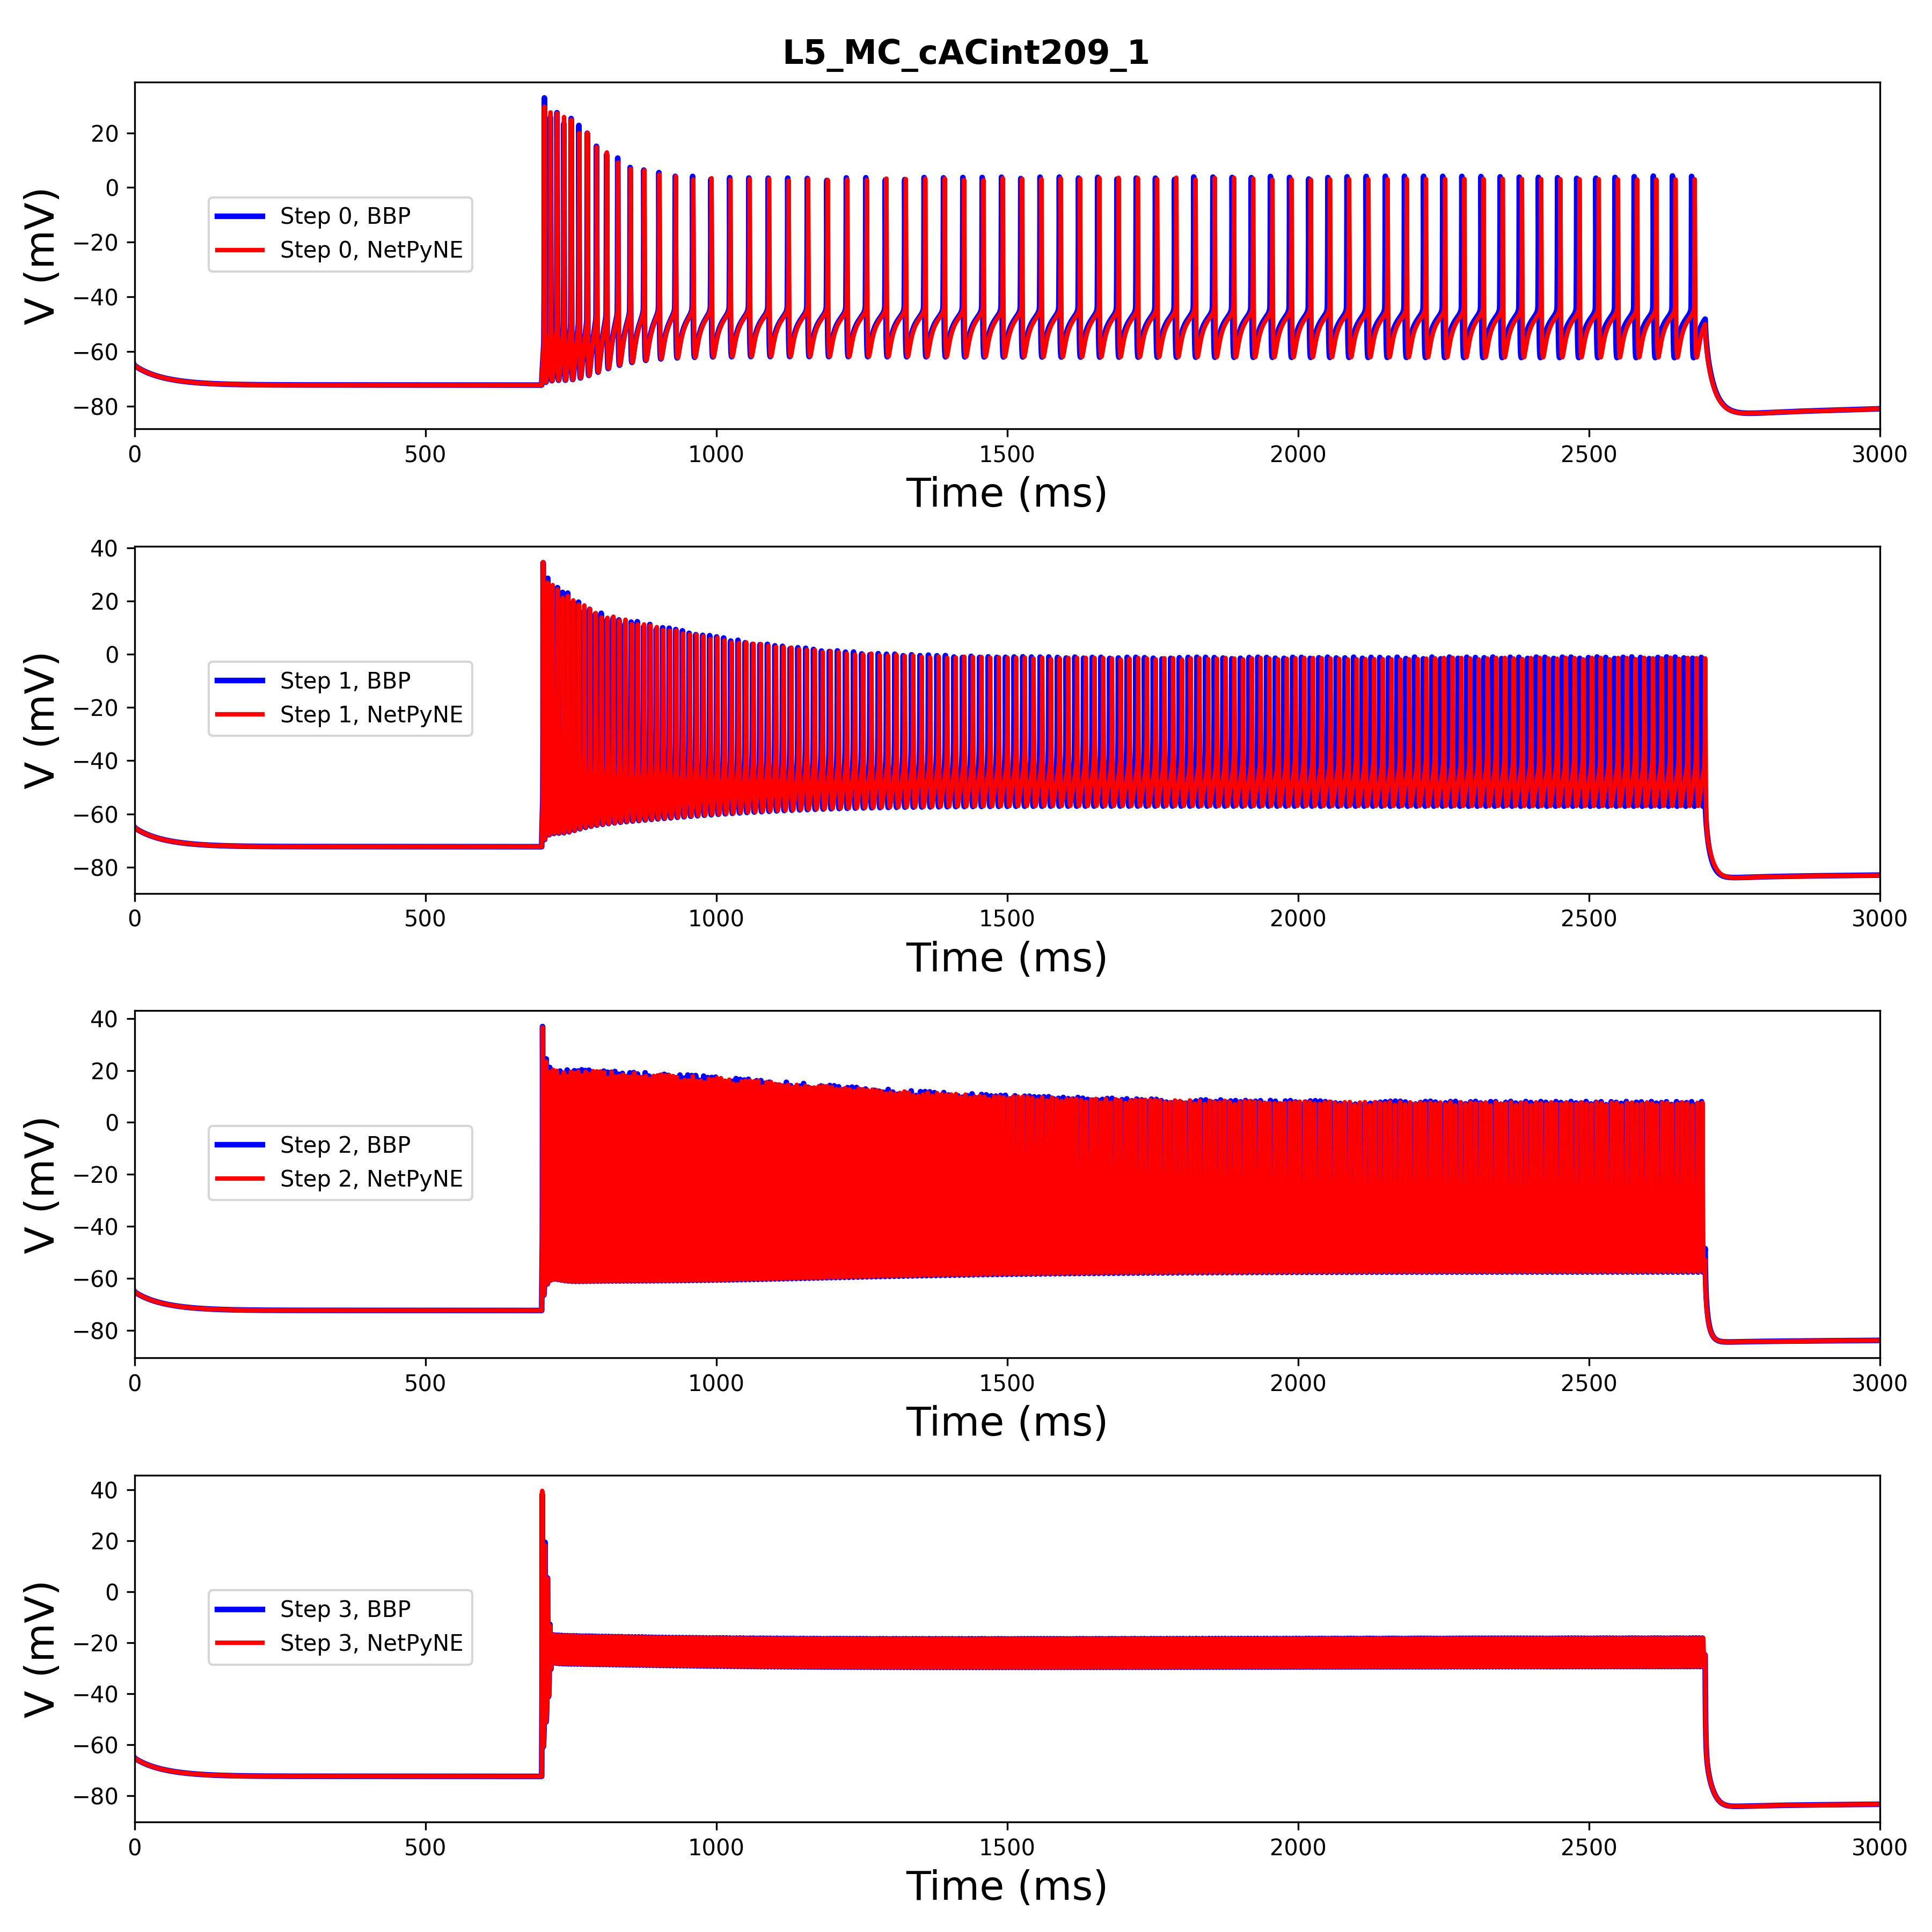 L5_MC_cACint209_1
20
0
−20
−40
−60
−80
V (mV)
Step 0, BBP
Step 0, NetPyNE
0 500 1000 1500 2000 2500 3000
Time (ms)
40
20
0
−20
−40
−60
−80
V (mV)
Step 1, BBP
Step 1, NetPyNE
0 500 1000 1500 2000 2500 3000
Time (ms)
40
20
0
−20
−40
−60
−80
V (mV)
Step 2, BBP
Step 2, NetPyNE
0 500 1000 1500 2000 2500 3000
Time (ms)
40
20
0
−20
−40
−60
−80
V (mV)
Step 3, BBP
Step 3, NetPyNE
0 500 1000 1500 2000 2500 3000
Time (ms)